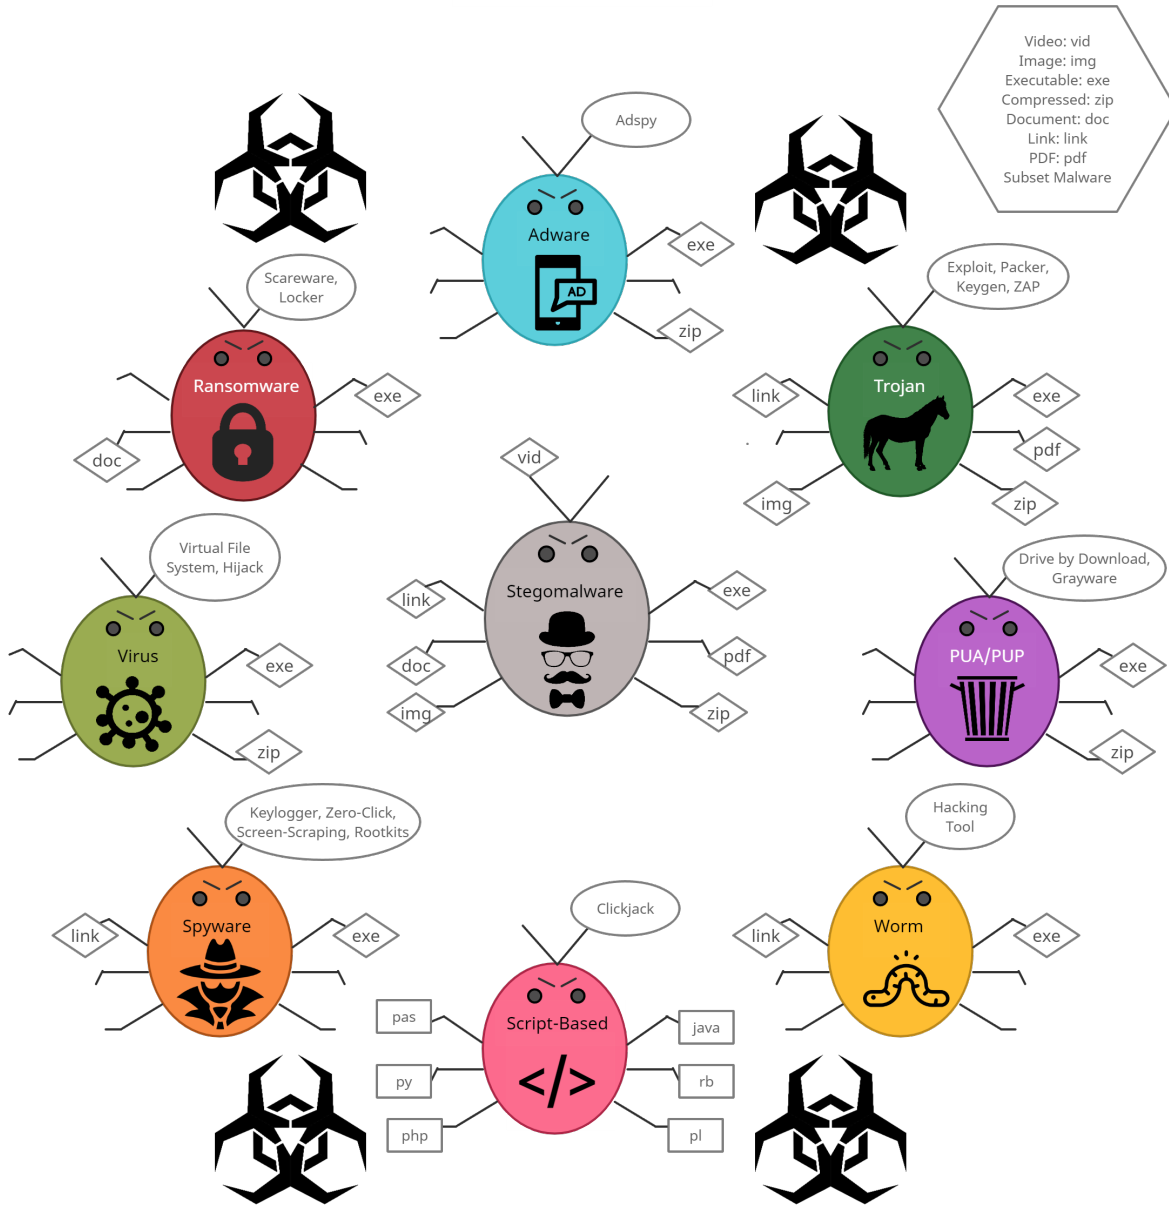 Video: vid
Image: img
Executable: exe
Compressed: zip
Document: doc
Link: link
PDF: pdf
Subset Malware
Adspy
Adware
AD
exe
zip
Scareware,
Locker
Ransomware
exe
doc
Exploit, Packer,
Keygen, ZAP
Trojan
link
exe
pdf
img
zip
vid
Stegomalware
link
exe
doc
pdf
img
zip
Virtual File
System, Hijack
Virus
exe
zip
Drive by Download,
Grayware
PUA/PUP
exe
zip
Keylogger, Zero-Click,
Screen-Scraping, Rootkits
Spyware
link
exe
Clickjack
Script-Based
</>
pas
java
py
rb
php
pl
Hacking
Tool
Worm
link
exe